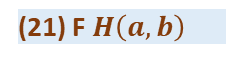 (21) F H(a, b)